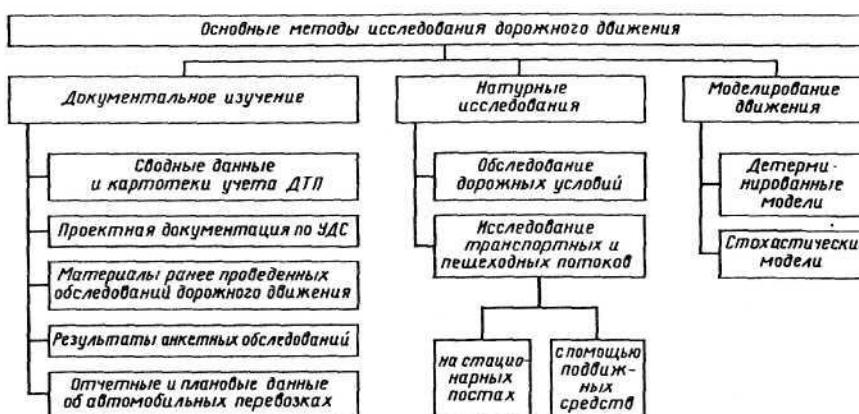 Основные методы исследования дорожного движения
Документальное изучение
Сводные данные
и картотеки учета ДТП
Проектная документация по УДС
Материалы ранее проведенных
обследований дорожного движения
Результаты анкетных обследований
Отчетные и плановые данные
об автомобильных перевозках
Натурные
исследования
Обследование
дорожных условий
Исследование
транспортных и
пешеходных потоков
на стацио-
нарных
постах
с помощью
подвиж-
ных
средств
Моделирование
движения
Детерми-
нированные
модели
Стохастические
модели